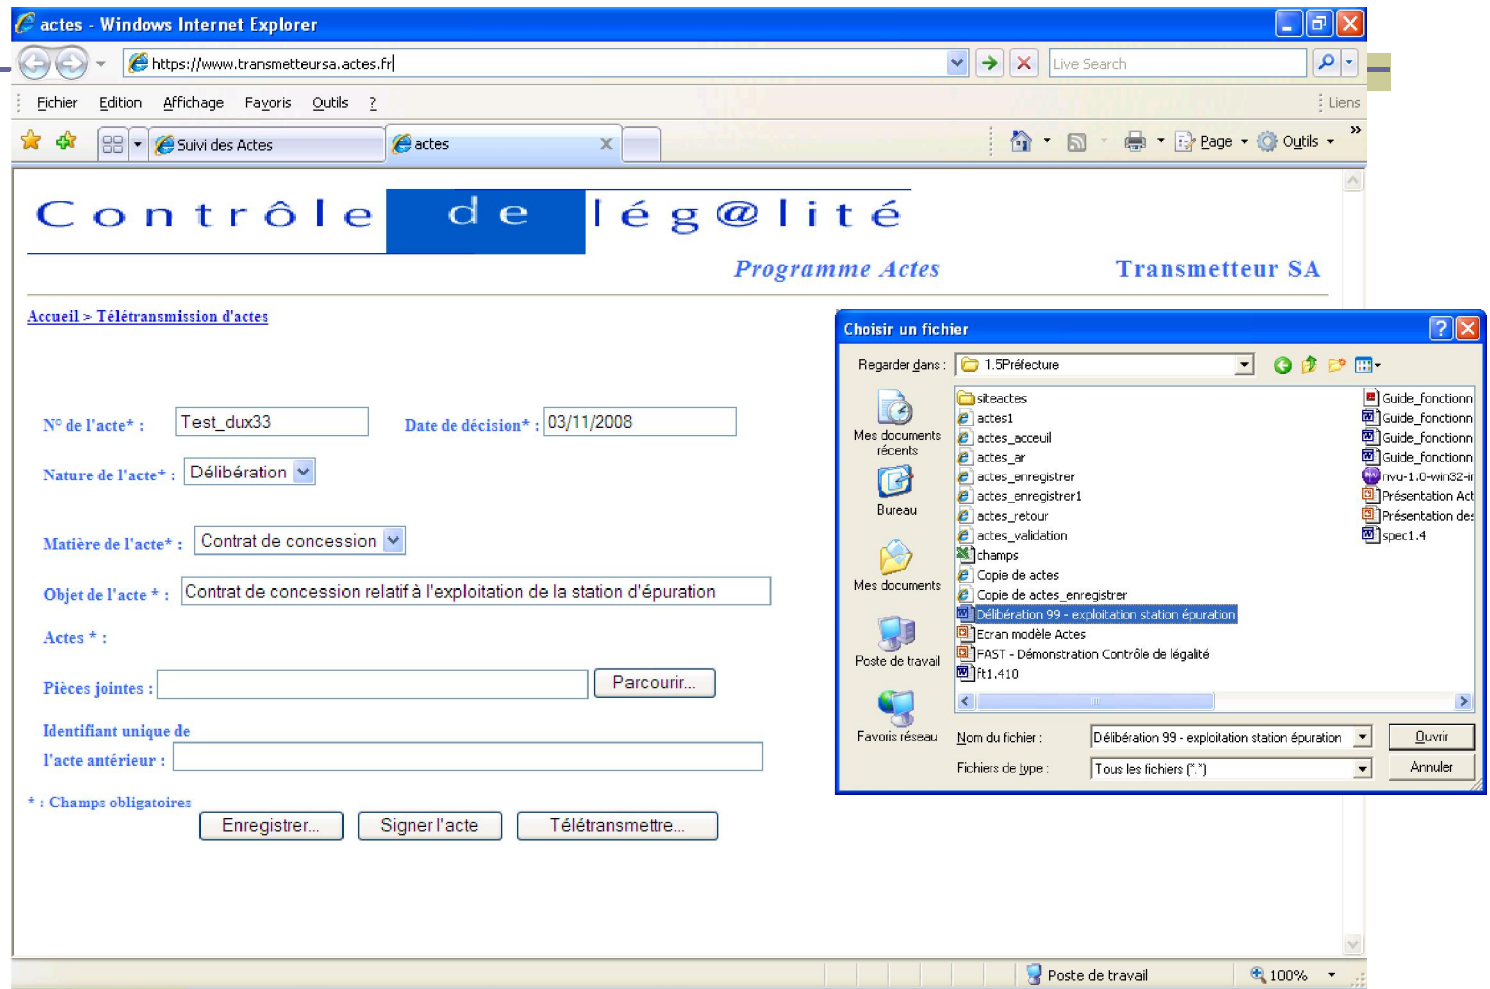 actes - Windows Internet Explorer
https://www.transmetteursa.actes.fr
Live Search
Fichier Edition Affichage Favoris Outils ?
Liens
Suivi des Actes
actes
Page
Outils
»
Contrôle de lég@lité
Programme Actes
Transmetteur SA
Accueil > Télétransmission d'actes
N° de l'acte* : Test_dux33
Date de décision* : 03/11/2008
Nature de l'acte* : Délibération
Matière de l'acte* : Contrat de concession
Objet de l'acte * : Contrat de concession relatif à l'exploitation de la station d'épuration
Actes * :
Pièces jointes :
Parcourir...
Identifiant unique de
l'acte antérieur :
* : Champs obligatoires
Enregistrer...
Signer l'acte
Télétransmettre...
Choisir un fichier
Regarder dans : 1.5Préfecture
Mes documents
récents
Bureau
Mes documents
Poste de travail
Favoris réseau
siteactes
actes1
actes_acceuil
actes_ar
actes_enregistrer
actes_enregistrer1
actes_retour
actes_validation
champs
Copie de actes
Copie de actes_enregistrer
Délibération 99 - exploitation station épuration
Ecran modèle Actes
FAST - Démonstration Contrôle de légalité
ft1.410
Guide_fonctionn
Guide_fonctionn
Guide_fonctionn
Guide_fonctionn
nvu-1.0-win32-in
Présentation Act
Présentation des
spec1.4
Nom du fichier : Délibération 99 - exploitation station épuration
Ouvrir
Fichiers de type : Tous les fichiers (*.*)
Annuler
Poste de travail
100%